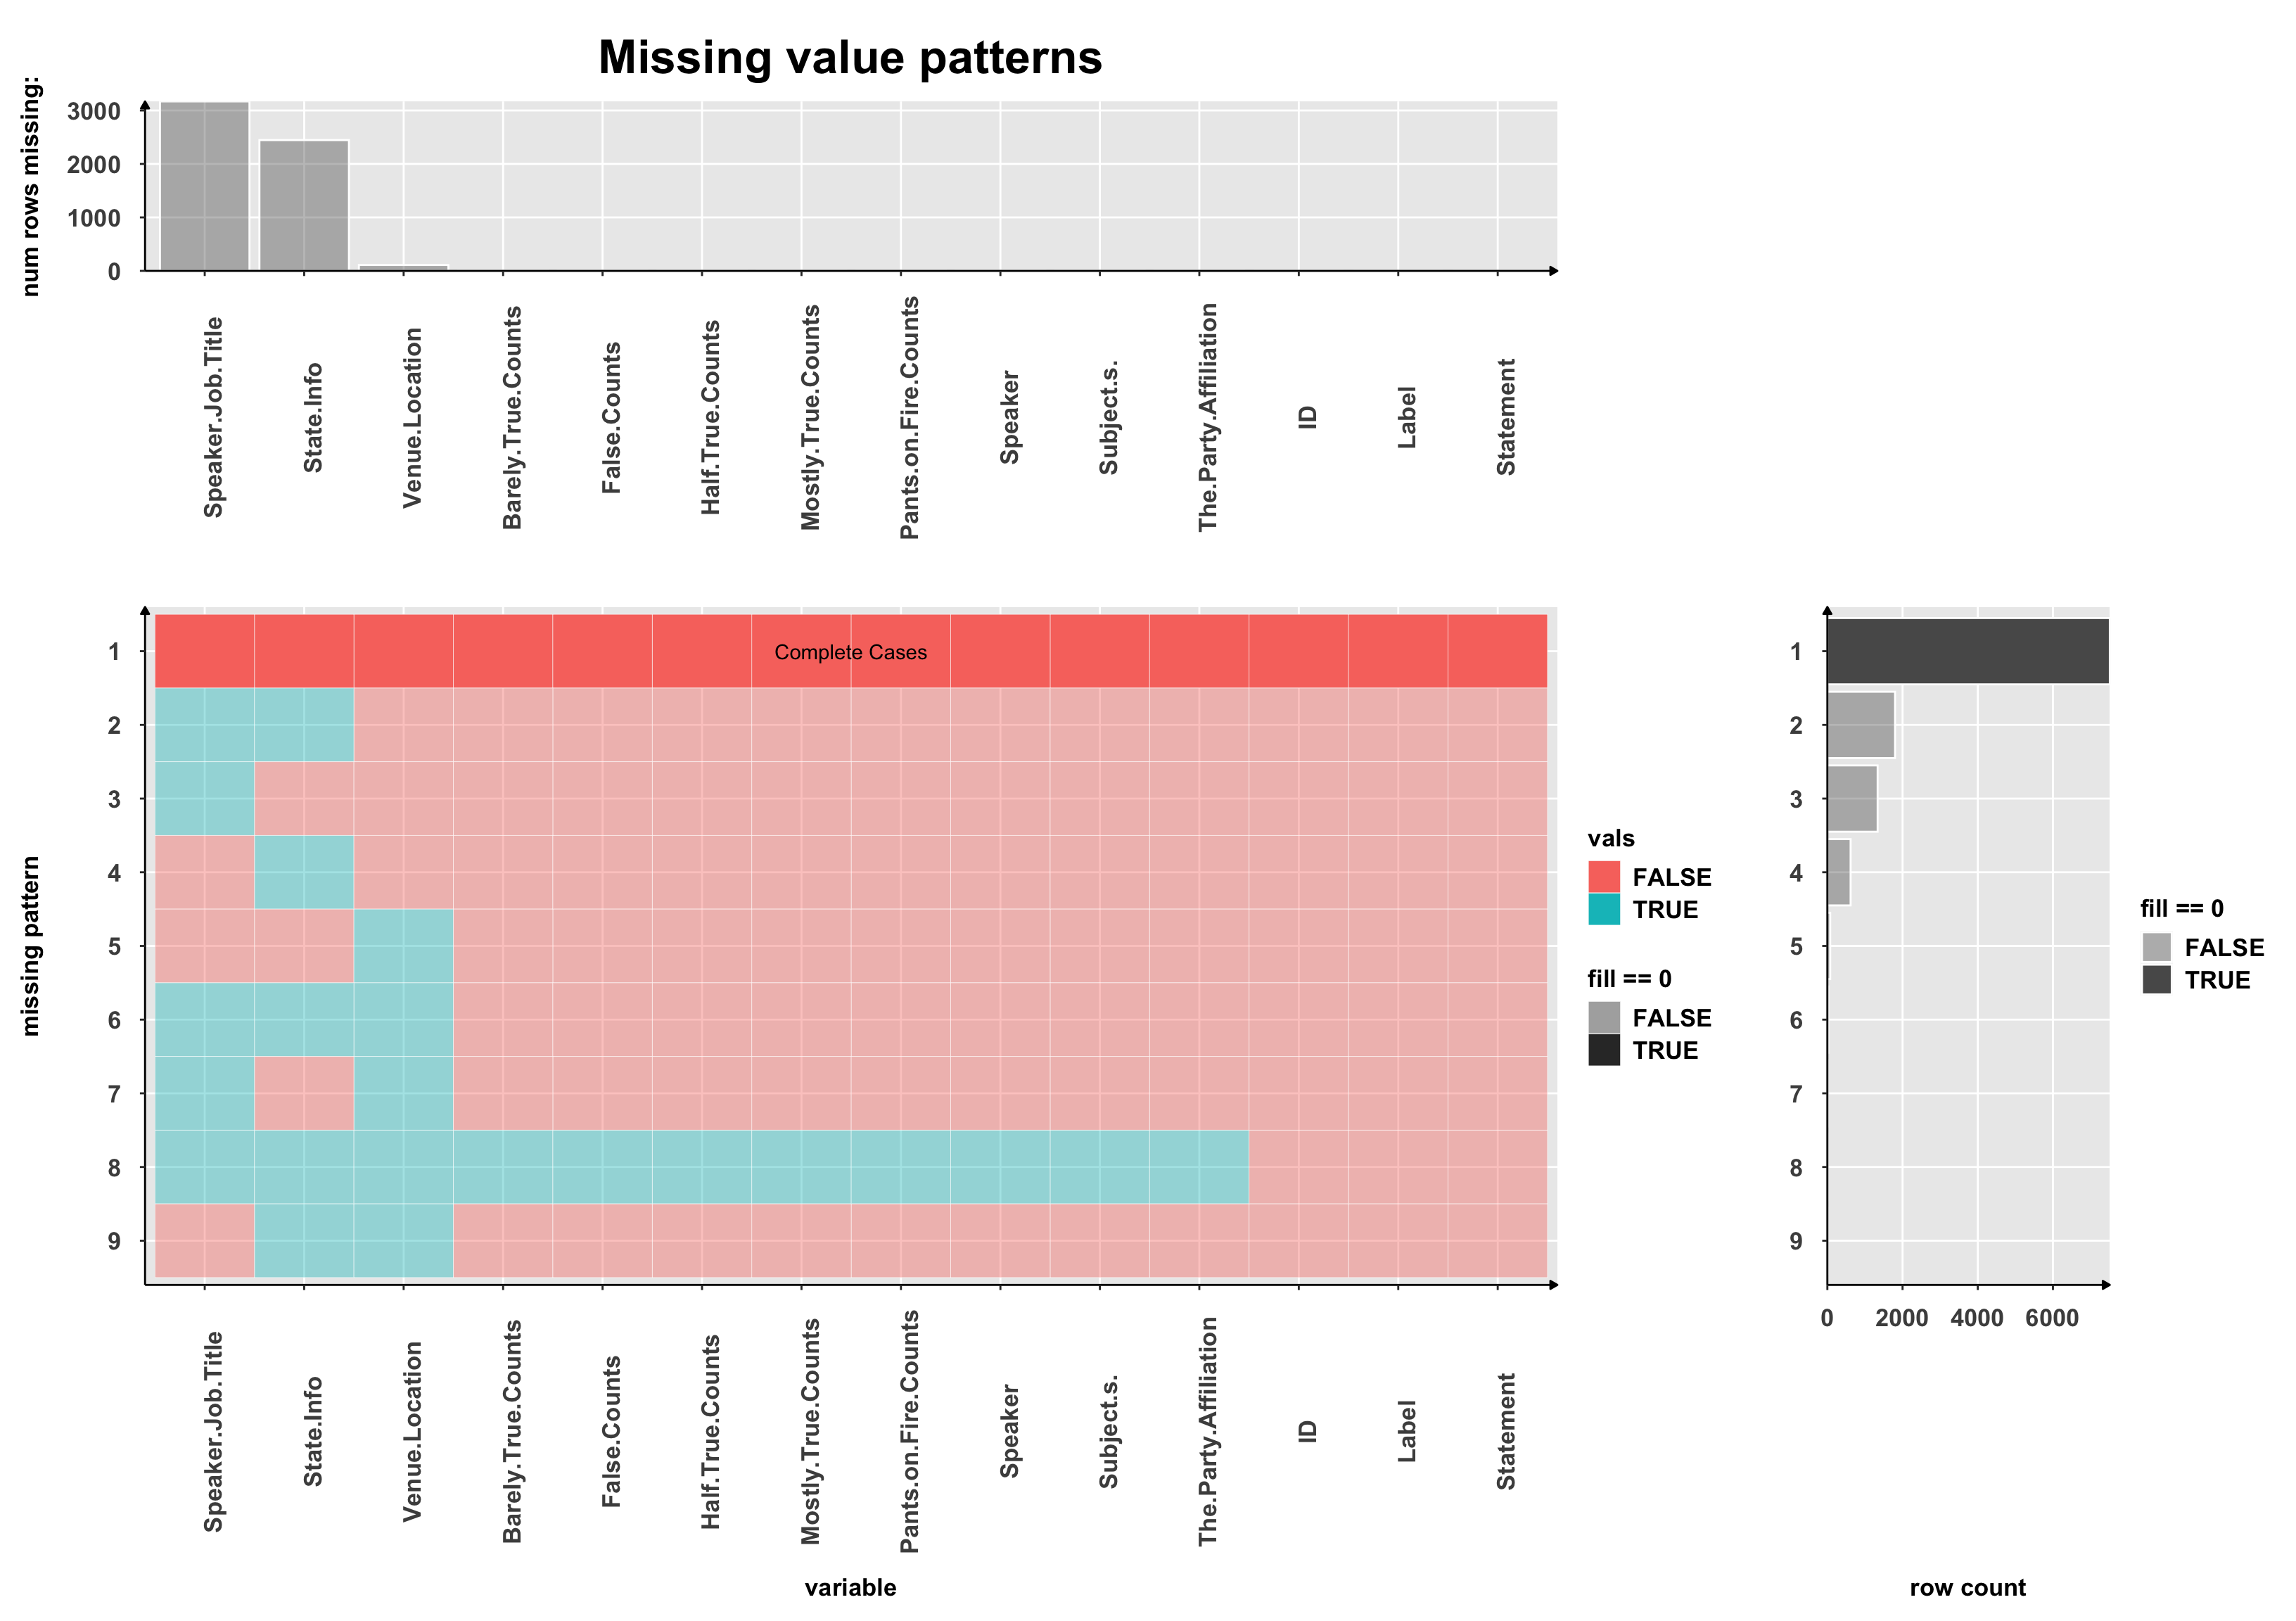 Missing value patterns
num rows missing:
3000
2000
1000
0
Speaker.Job.Title
State.Info
Venue.Location
Barely.True.Counts
False.Counts
Half.True.Counts
Mostly.True.Counts
Pants.on.Fire.Counts
Speaker
Subject.s.
The.Party.Affiliation
ID
Label
Statement
missing pattern
1
2
3
4
5
6
7
8
9
Complete Cases
Speaker.Job.Title
State.Info
Venue.Location
Barely.True.Counts
False.Counts
Half.True.Counts
Mostly.True.Counts
Pants.on.Fire.Counts
Speaker
Subject.s.
The.Party.Affiliation
ID
Label
Statement
variable
vals
FALSE
TRUE
fill == 0
FALSE
TRUE
1
2
3
4
5
6
7
8
9
0 2000 4000 6000
row count
fill == 0
FALSE
TRUE